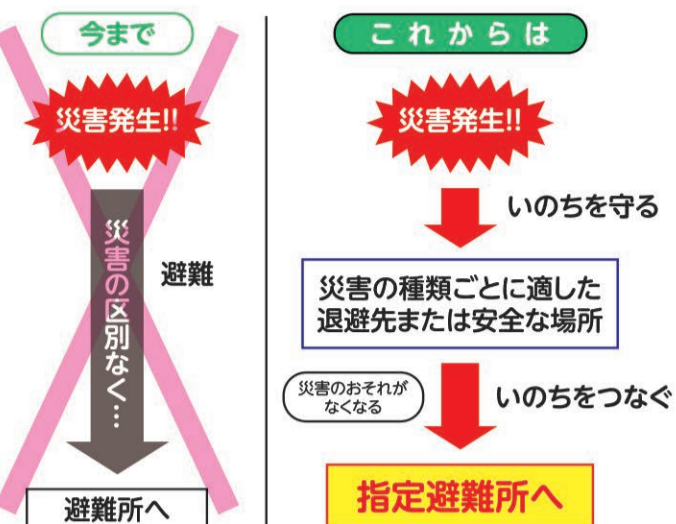 今まで
災害発生!!
災害の区別なく…
避難
避難所へ
これからは
災害発生!!
いのちを守る
災害の種類ごとに適した
退避先または安全な場所
災害のおそれが
なくなる
いのちをつなぐ
指定避難所へ